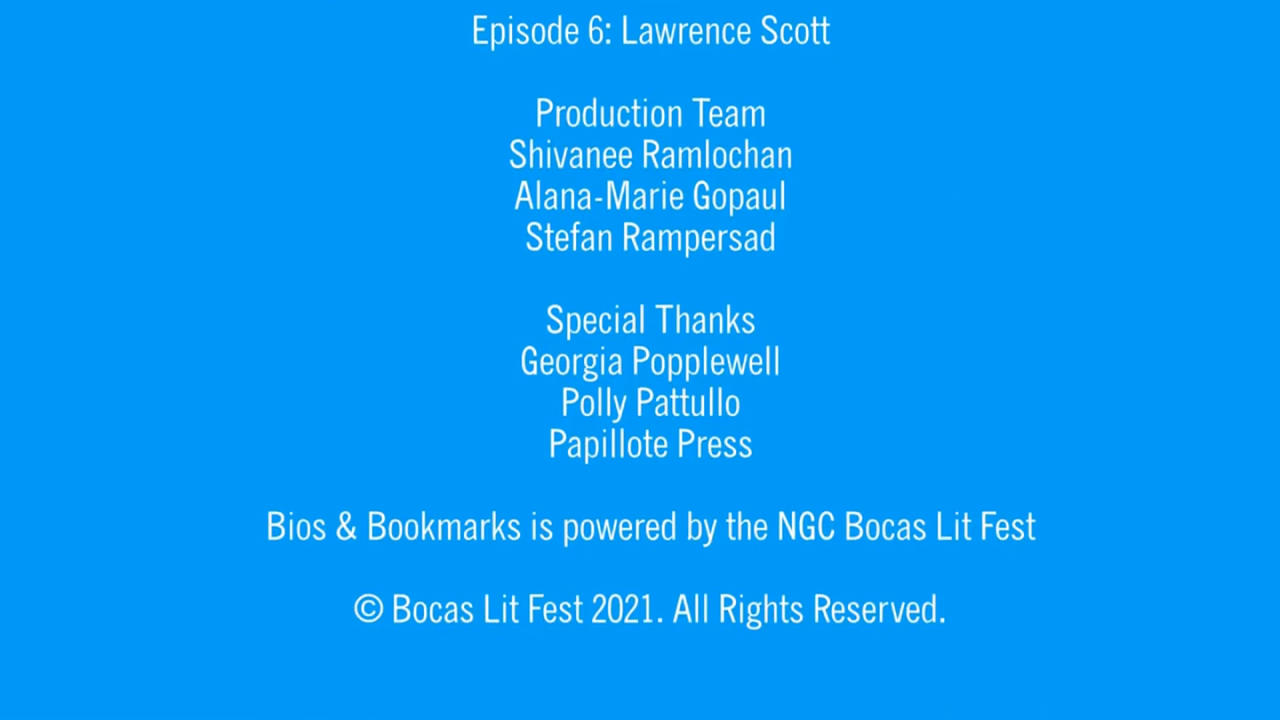 Episode 6: Lawrence Scott
Production Team
Shivanee Ramlochan
Alana-Marie Gopaul
Stefan Rampersad
Special Thanks
Georgia Popplewell
Polly Pattullo
Papillote Press
Bios & Bookmarks is powered by the NGC Bocas Lit Fest
© Bocas Lit Fest 2021. All Rights Reserved.